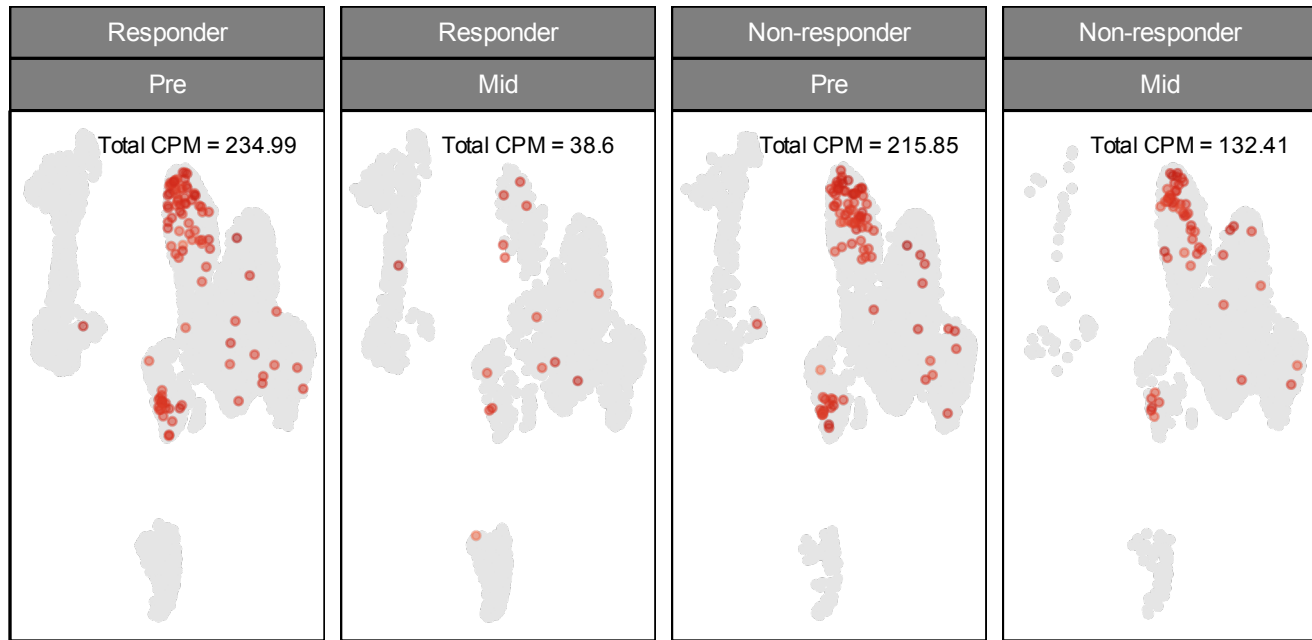 Responder
Responder
Non-responder
Non-responder
Pre
Mid
Pre
Mid
Total CPM = 234.99
Total CPM = 38.6
Total CPM = 215.85
Total CPM = 132.41